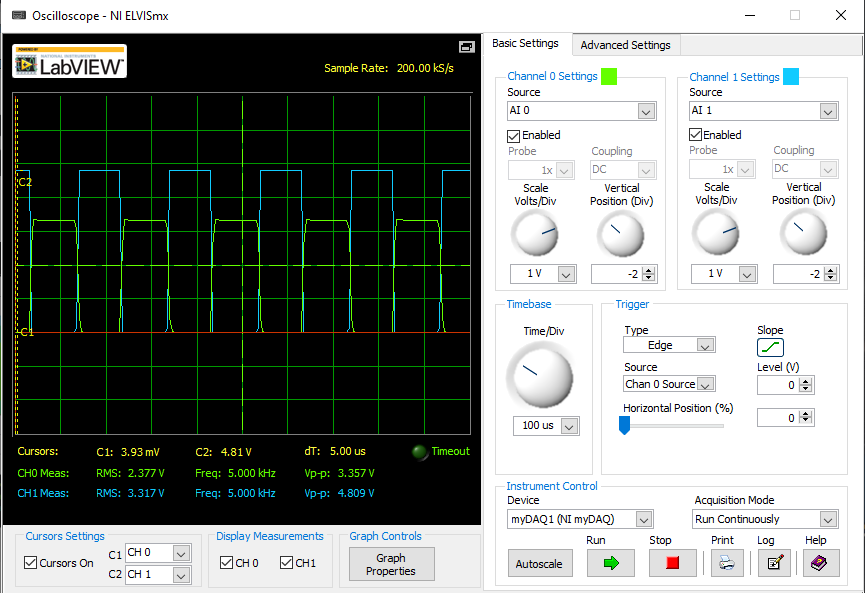 Oscilloscope - NI ELVISmx
LabVIEW™
Sample Rate: 200.00 kS/s
C2
C1
Cursors: C1: 3.93 mV C2: 4.81 V dT: 5.00 us Timeout
CH0 Meas: RMS: 2.377 V Freq: 5.000 kHz Vp-p: 3.357 V
CH1 Meas: RMS: 3.317 V Freq: 5.000 kHz Vp-p: 4.809 V
Cursors Settings
Cursors On
C1 CH 0
C2 CH 1
Display Measurements
CH 0 CH1
Graph Controls
Graph
Properties
Basic Settings Advanced Settings
Channel 0 Settings
Source
AI 0
Enabled
Probe Coupling
1x DC
Scale Vertical
Volts/Div Position (Div)
1 V -2
Channel 1 Settings
Source
AI 1
Enabled
Probe Coupling
1x DC
Scale Vertical
Volts/Div Position (Div)
1 V -2
Timebase
Time/Div
100 us
Trigger
Type
Edge
Slope
Source
Chan 0 Source
Level (V)
0
Horizontal Position (%)
0
Instrument Control
Device
myDAQ1 (NI myDAQ)
Acquisition Mode
Run Continuously
Run Stop Print Log Help
Autoscale